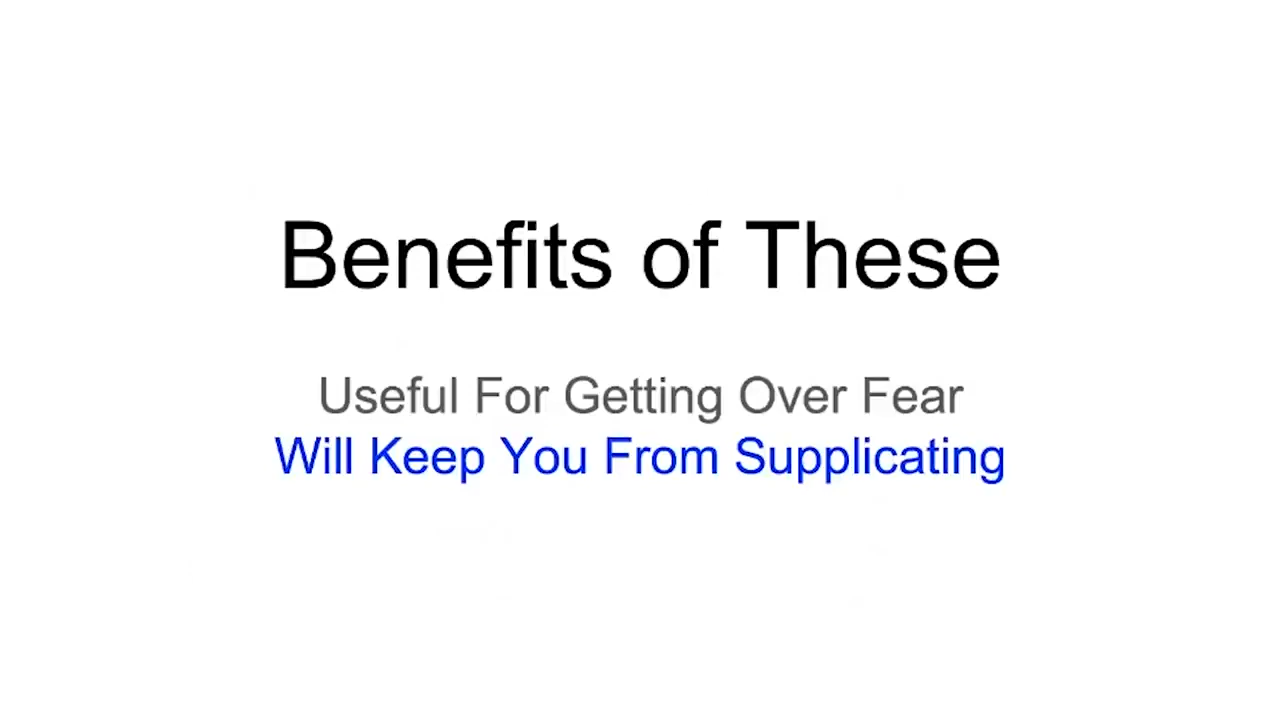 Benefits of These
Useful For Getting Over Fear
Will Keep You From Supplicating